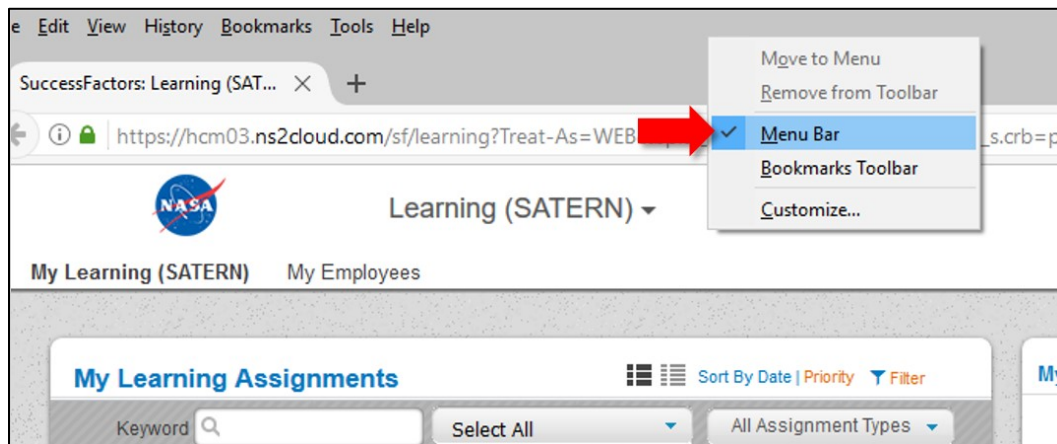 e Edit View History Bookmarks Tools Help
Move to Menu
Remove from Toolbar
SuccessFactors: Learning (SAT... × +
https://hcm03.ns2cloud.com/sf/learning?Treat-As=WEB
Menu Bar
_s.crb=p
Bookmarks Toolbar
Customize...
NASA
Learning (SATERN)
My Learning (SATERN) My Employees
My Learning Assignments
Sort By Date | Priority Filter
My
Keyword Select All All Assignment Types